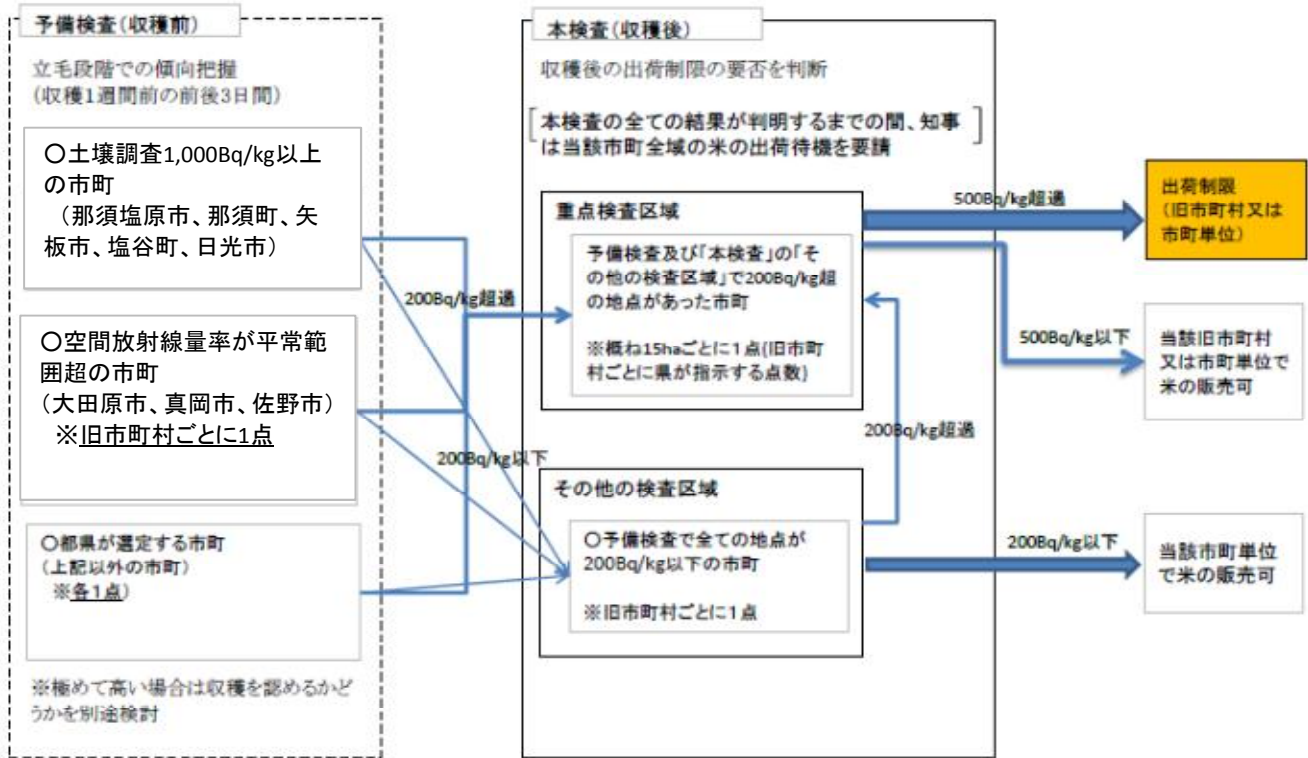 予備検査(収穫前)
立毛段階での傾向把握
(収穫1週間前の前後3日間)
〇土壌調査1,000Bq/kg以上
の市町
(那須塩原市、那須町、矢
板市、塩谷町、日光市)
〇空間放射線量率が平常範
囲超の市町
(大田原市、真岡市、佐野市)
※旧市町村ごとに1点
〇都県が選定する市町
(上記以外の市町)
※各1点)
※極めて高い場合は収穫を認めるかど
うかを別途検討
200Bq/kg超過
200Bq/kg以下
本検査(収穫後)
収穫後の出荷制限の要否を判断
[本検査の全ての結果が判明するまでの間、知事
は当該市町全域の米の出荷待機を要請]
重点検査区域
予備検査及び「本検査」の「そ
の他の検査区域」で200Bq/kg超
の地点があった市町
※概ね15haごとに1点(旧市町
村ごとに県が指示する点数)
200Bq/kg超過
その他の検査区域
〇予備検査で全ての地点が
200Bq/kg以下の市町
※旧市町村ごとに1点
500Bq/kg超過
出荷制限
(旧市町村又は
市町単位)
500Bq/kg以下
当該旧市町村
又は市町単位で
米の販売可
200Bq/kg以下
当該市町単位
で米の販売可